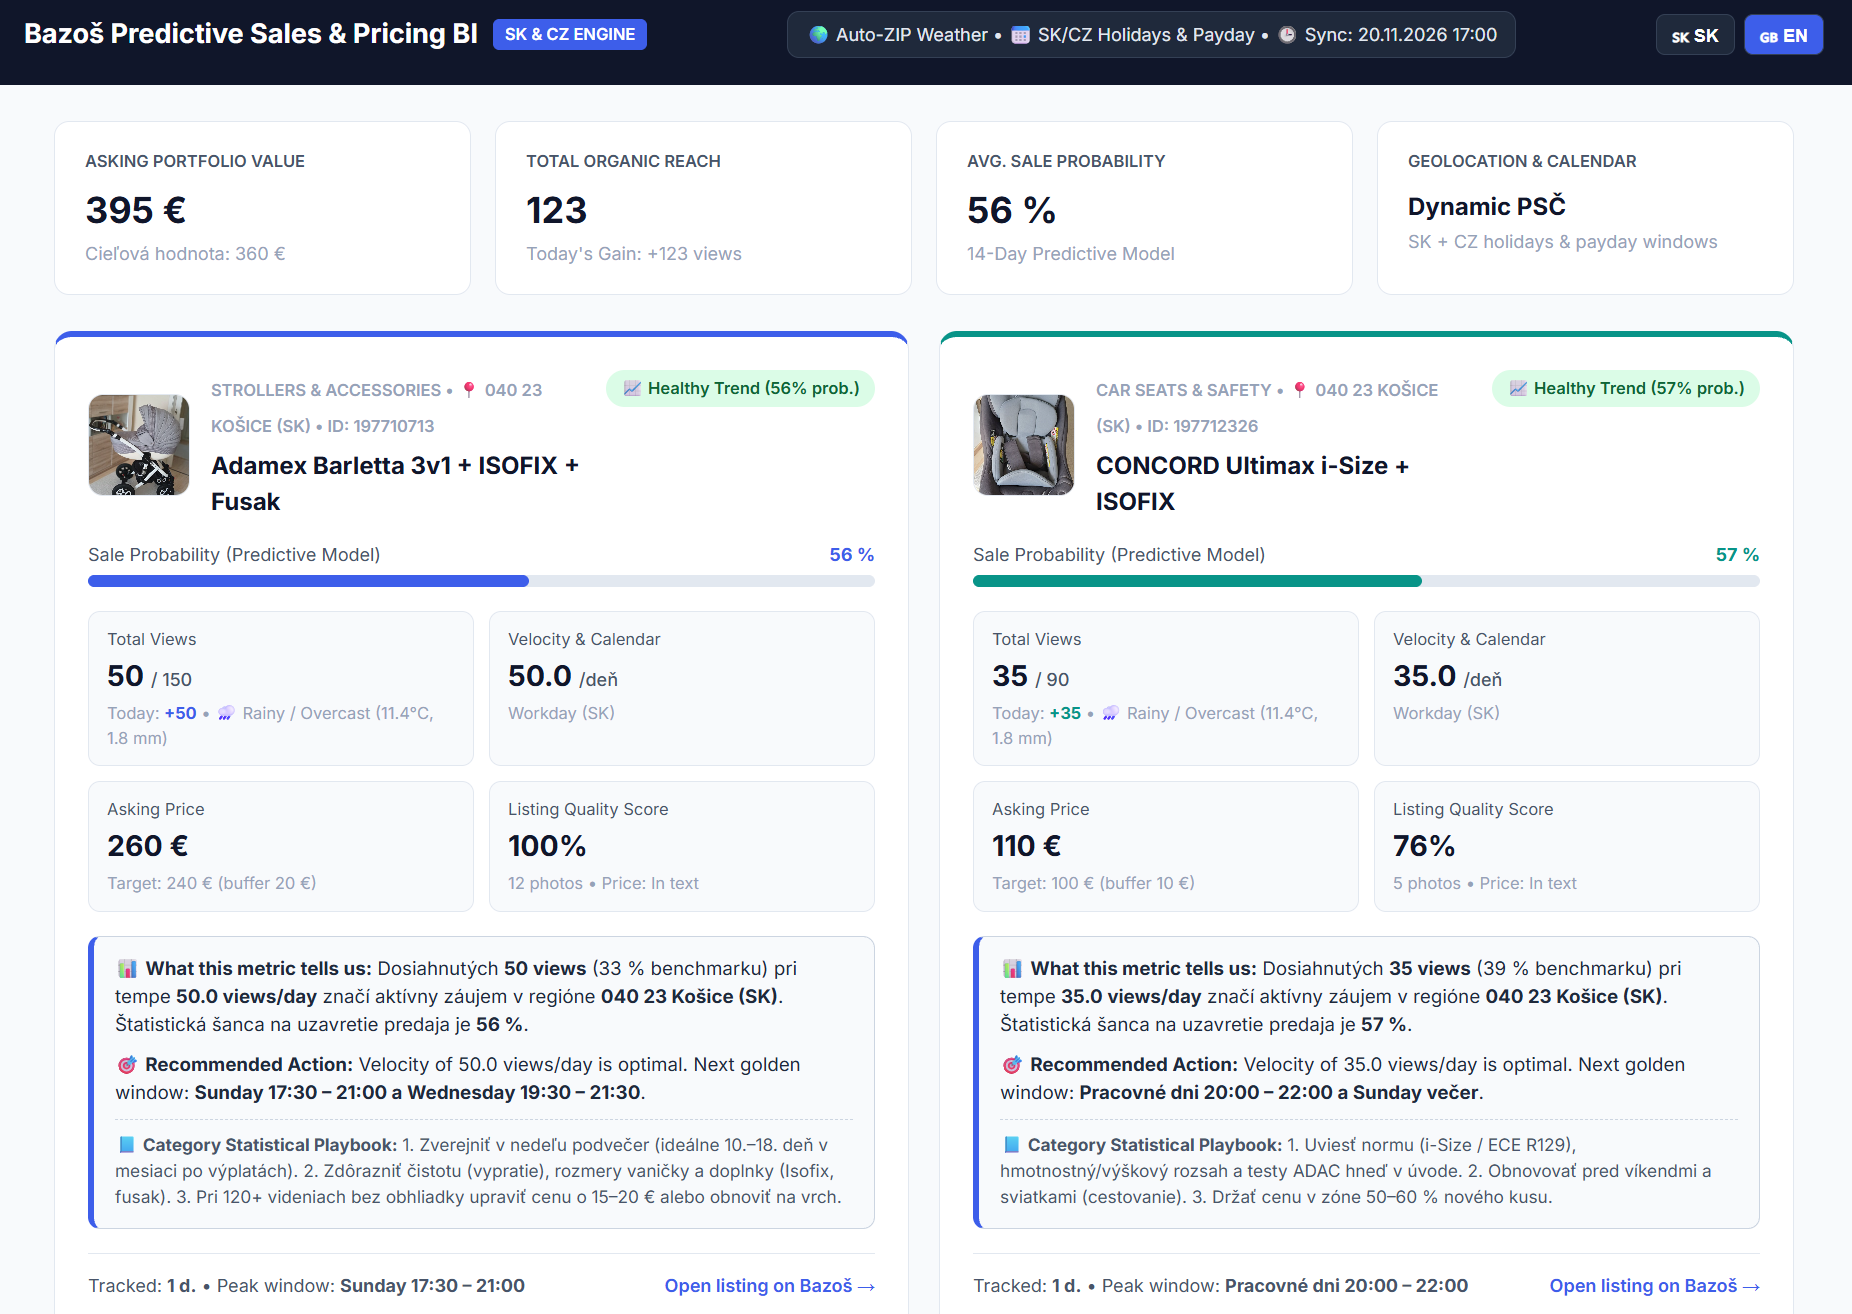 Bazoš Predictive Sales & Pricing BI
SK & CZ ENGINE
Auto-ZIP Weather • SK/CZ Holidays & Payday • Sync: 20.11.2026 17:00
SK SK
GB EN
ASKING PORTFOLIO VALUE
395 €
Cieľová hodnota: 360 €
TOTAL ORGANIC REACH
123
Today's Gain: +123 views
AVG. SALE PROBABILITY
56 %
14-Day Predictive Model
GEOLOCATION & CALENDAR
Dynamic PSČ
SK + CZ holidays & payday windows
STROLLERS & ACCESSORIES • 040 23
KOŠICE (SK) • ID: 197710713
Healthy Trend (56% prob.)
Adamex Barletta 3v1 + ISOFIX +
Fusak
Sale Probability (Predictive Model)
56 %
Total Views
50 / 150
Today: +50 • Rainy / Overcast (11.4°C,
1.8 mm)
Velocity & Calendar
50.0 /deň
Workday (SK)
Asking Price
260 €
Target: 240 € (buffer 20 €)
Listing Quality Score
100%
12 photos • Price: In text
What this metric tells us: Dosiahnutých 50 views (33 % benchmarku) pri
tempe 50.0 views/day značí aktívny záujem v regióne 040 23 Košice (SK).
Štatistická šanca na uzavretie predaja je 56 %.
Recommended Action: Velocity of 50.0 views/day is optimal. Next golden
window: Sunday 17:30 – 21:00 a Wednesday 19:30 – 21:30.
Category Statistical Playbook: 1. Zverejniť v nedeľu podvečer (ideálne 10.–18. deň v
mesiaci po výplatách). 2. Zdôrazniť čistotu (vypratie), rozmery vaničky a doplnky (Isofix,
fusak). 3. Pri 120+ videniach bez obhliadky upraviť cenu o 15–20 € alebo obnoviť na vrch.
Tracked: 1 d. • Peak window: Sunday 17:30 – 21:00
Open listing on Bazoš →
CAR SEATS & SAFETY • 040 23 KOŠICE
(SK) • ID: 197712326
Healthy Trend (57% prob.)
CONCORD Ultimax i-Size +
ISOFIX
Sale Probability (Predictive Model)
57 %
Total Views
35 / 90
Today: +35 • Rainy / Overcast (11.4°C,
1.8 mm)
Velocity & Calendar
35.0 /deň
Workday (SK)
Asking Price
110 €
Target: 100 € (buffer 10 €)
Listing Quality Score
76%
5 photos • Price: In text
What this metric tells us: Dosiahnutých 35 views (39 % benchmarku) pri
tempe 35.0 views/day značí aktívny záujem v regióne 040 23 Košice (SK).
Štatistická šanca na uzavretie predaja je 57 %.
Recommended Action: Velocity of 35.0 views/day is optimal. Next golden
window: Pracovné dni 20:00 – 22:00 a Sunday večer.
Category Statistical Playbook: 1. Uviesť normu (i-Size / ECE R129),
hmotnostný/výškový rozsah a testy ADAC hneď v úvode. 2. Obnovovať pred víkendmi a
sviatkami (cestovanie). 3. Držať cenu v zóne 50–60 % nového kusu.
Tracked: 1 d. • Peak window: Pracovné dni 20:00 – 22:00
Open listing on Bazoš →